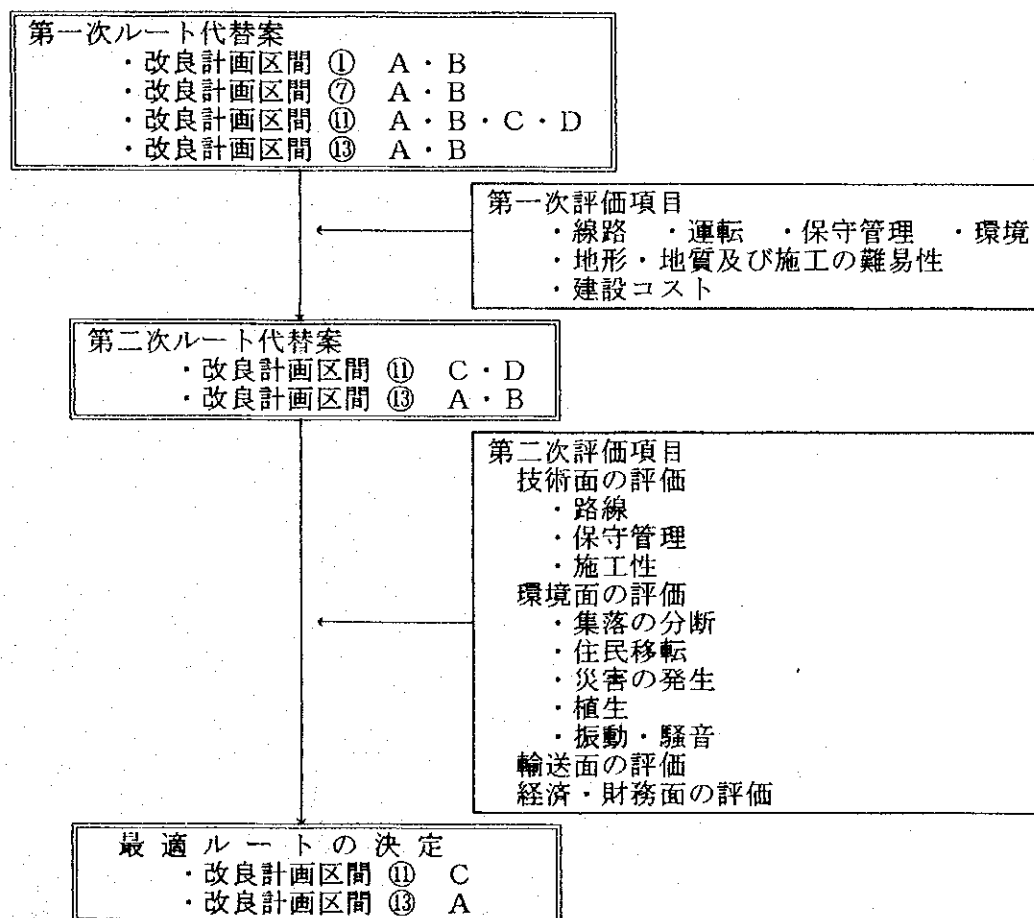 第一次ルート代替案
・改良計画区間 ① A・B
・改良計画区間 ⑦ A・B
・改良計画区間 ⑪ A・B・C・D
・改良計画区間 ⑬ A・B
第一次評価項目
・線路 ・運転 ・保守管理 ・環境
・地形・地質及び施工の難易性
・建設コスト
第二次ルート代替案
・改良計画区間 ⑪ C・D
・改良計画区間 ⑬ A・B
第二次評価項目
技術面の評価
・路線
・保守管理
・施工性
環境面の評価
・集落の分断
・住民移転
・災害の発生
・植生
・振動・騒音
輸送面の評価
経済・財務面の評価
最適ルートの決定
・改良計画区間 ⑪ C
・改良計画区間 ⑬ A